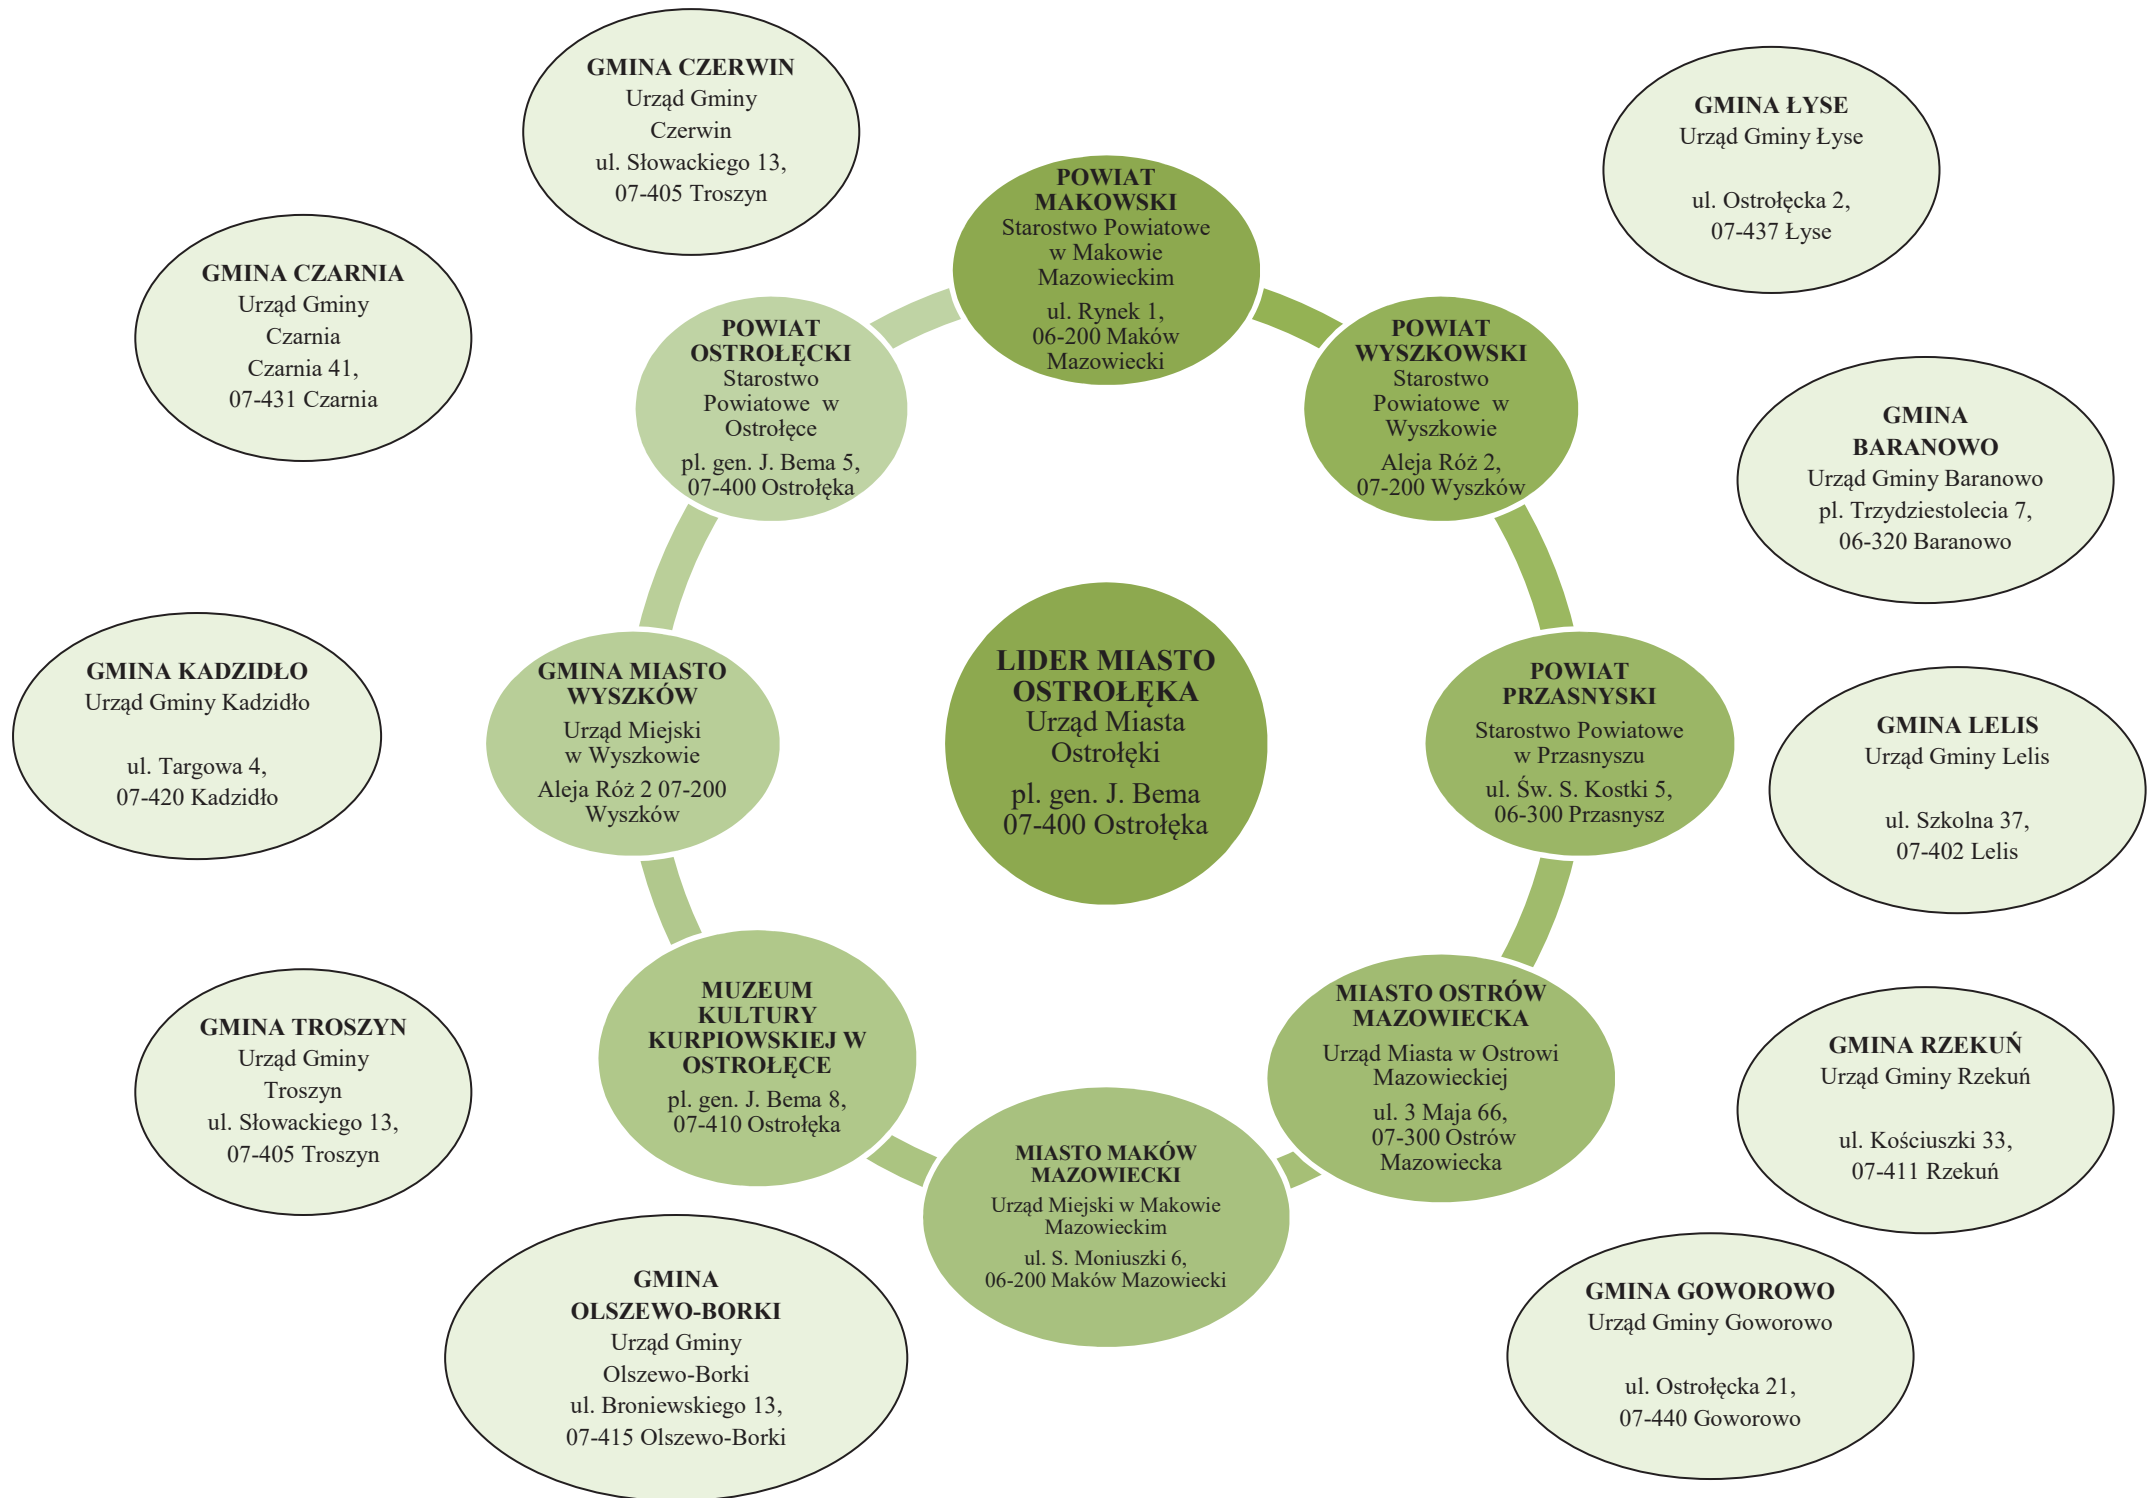 GMINA CZERWIN
Urząd Gminy
Czerwin
ul. Słowackiego 13,
07-405 Troszyn
GMINA ŁYSE
Urząd Gminy Łyse
ul. Ostrołęcka 2,
07-437 Łyse
POWIAT
MAKOWSKI
Starostwo Powiatowe
w Makowie
Mazowieckim
ul. Rynek 1,
06-200 Maków
Mazowiecki
GMINA CZARNIA
Urząd Gminy
Czarnia
Czarnia 41,
07-431 Czarnia
POWIAT
OSTROŁĘCKI
Starostwo
Powiatowe w
Ostrołęce
pl. gen. J. Bema 5,
07-400 Ostrołęka
POWIAT
WYSZKOWSKI
Starostwo
Powiatowe w
Wyszkowie
Aleja Róż 2,
07-200 Wyszków
GMINA
BARANOWO
Urząd Gminy Baranowo
pl. Trzydziestolecia 7,
06-320 Baranowo
GMINA KADZIDŁO
Urząd Gminy Kadzidło
ul. Targowa 4,
07-420 Kadzidło
GMINA MIASTO
WYSZKÓW
Urząd Miejski
w Wyszkowie
Aleja Róż 2 07-200
Wyszków
LIDER MIASTO
OSTROŁĘKA
Urząd Miasta
Ostrołęki
pl. gen. J. Bema
07-400 Ostrołęka
POWIAT
PRZASNYSKI
Starostwo Powiatowe
w Przasnyszu
ul. Św. S. Kostki 5,
06-300 Przasnysz
GMINA LELIS
Urząd Gminy Lelis
ul. Szkolna 37,
07-402 Lelis
GMINA TROSZYN
Urząd Gminy
Troszyn
ul. Słowackiego 13,
07-405 Troszyn
MUZEUM
KULTURY
KURPIOWSKIEJ W
OSTROŁĘCE
pl. gen. J. Bema 8,
07-410 Ostrołęka
MIASTO OSTRÓW
MAZOWIECKA
Urząd Miasta w Ostrowi
Mazowieckiej
ul. 3 Maja 66,
07-300 Ostrów
Mazowiecka
GMINA RZEKUŃ
Urząd Gminy Rzekuń
ul. Kościuszki 33,
07-411 Rzekuń
MIASTO MAKÓW
MAZOWIECKI
Urząd Miejski w Makowie
Mazowieckim
ul. S. Moniuszki 6,
06-200 Maków Mazowiecki
GMINA
OLSZEWO-BORKI
Urząd Gminy
Olszewo-Borki
ul. Broniewskiego 13,
07-415 Olszewo-Borki
GMINA GOWOROWO
Urząd Gminy Goworowo
ul. Ostrołęcka 21,
07-440 Goworowo